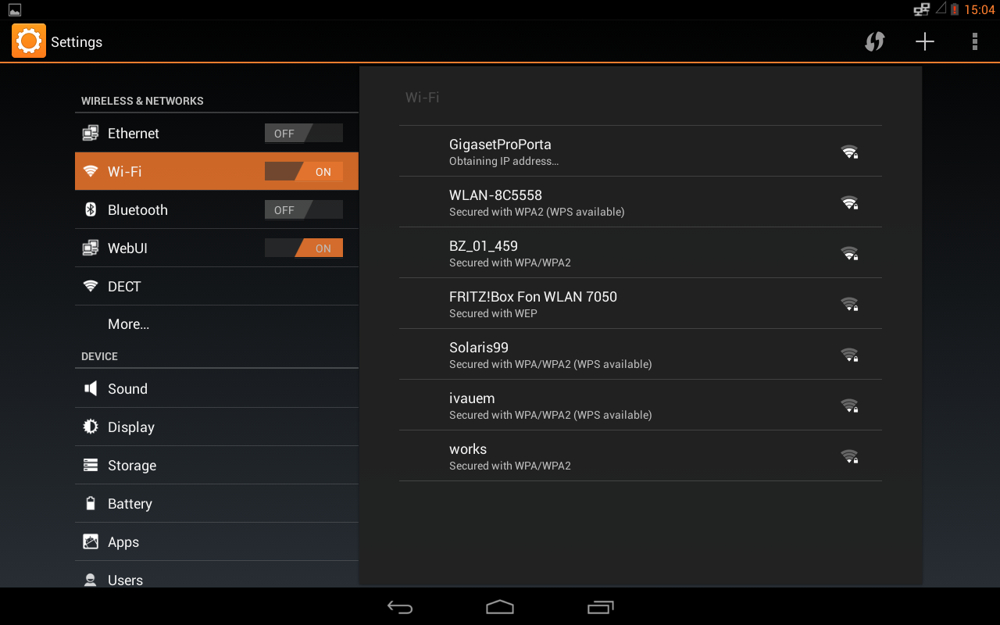 15:04
Settings
WIRELESS & NETWORKS
Ethernet OFF
Wi-Fi ON
Bluetooth OFF
WebUI ON
DECT
More...
DEVICE
Sound
Display
Storage
Battery
Apps
Users
Wi-Fi
GigasetProPorta
Obtaining IP address...
WLAN-8C5558
Secured with WPA2 (WPS available)
BZ_01_459
Secured with WPA/WPA2
FRITZ!Box Fon WLAN 7050
Secured with WEP
Solaris99
Secured with WPA/WPA2 (WPS available)
ivauem
Secured with WPA/WPA2 (WPS available)
works
Secured with WPA/WPA2